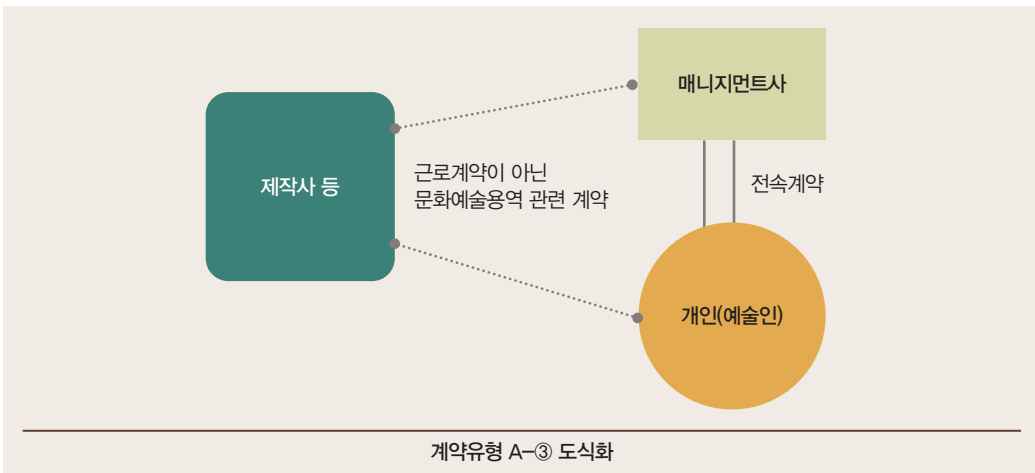 매니지먼트사
제작사 등
근로계약이 아닌
문화예술용역 관련 계약
전속계약
개인(예술인)
계약유형 A-③ 도식화